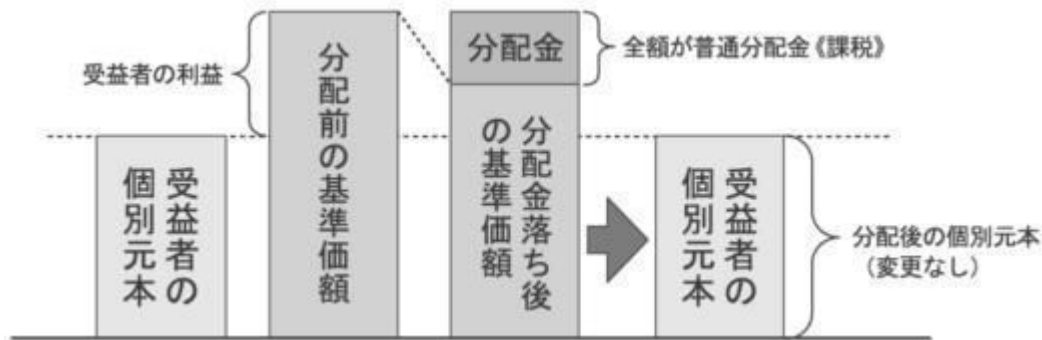 受益者の利益
分配前の基準価額
分配金
全額が普通分配金《課税》
分配金落ち後
の基準価額
受益者の
個別元本
受益者の
個別元本
分配後の個別元本
（変更なし）